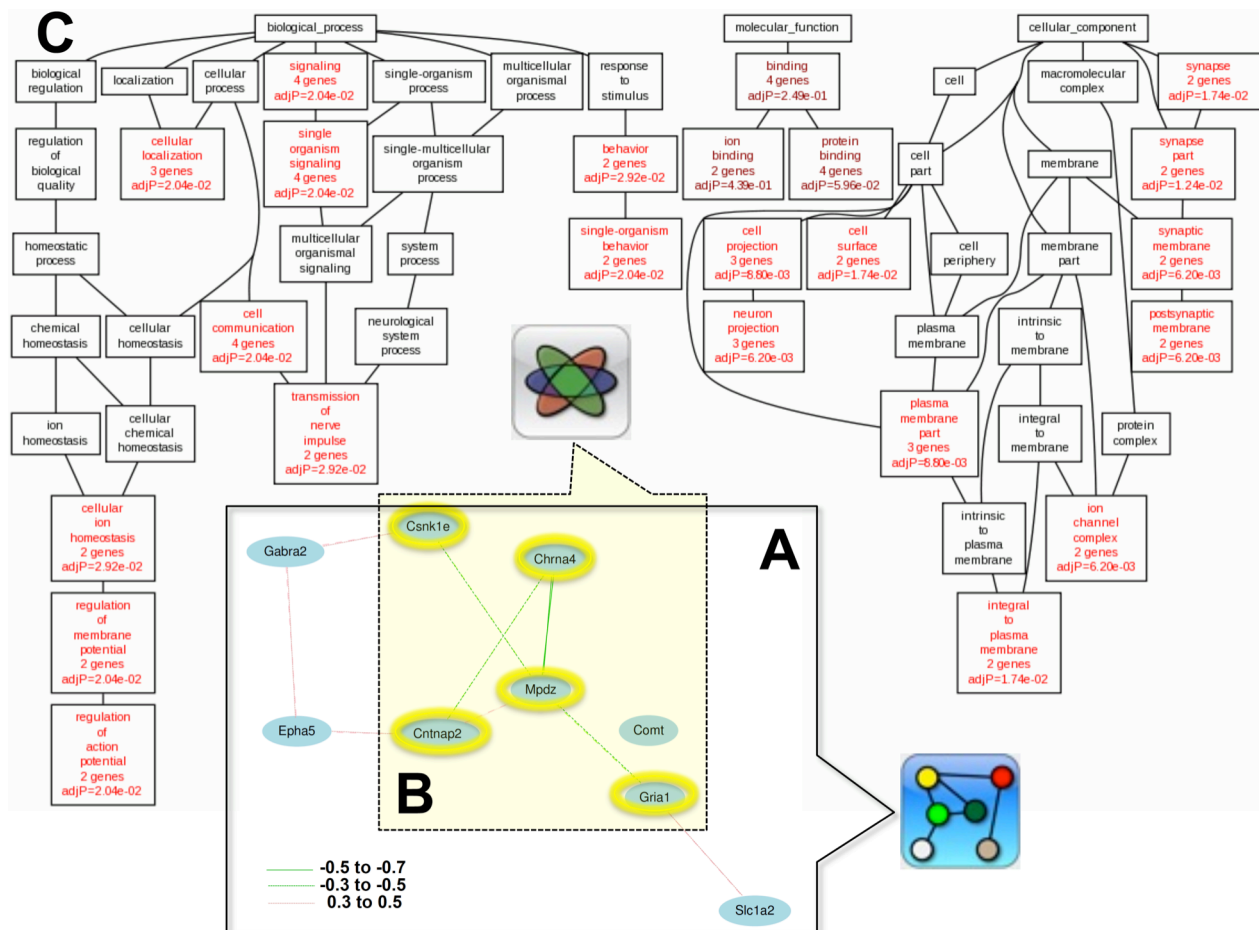 C
biological_process
molecular_function
cellular_component
biological
regulation
localization
cellular
process
signaling
4 genes
adjP=2.04e-02
single-organism
process
multicellular
organismal
process
response
to
stimulus
binding
4 genes
adjP=2.49e-01
cell
macromolecular
complex
synapse
2 genes
adjP=1.74e-02
regulation
of
biological
quality
cellular
localization
3 genes
adjP=2.04e-02
single
organism
signaling
4 genes
adjP=2.04e-02
single-multicellular
organism
process
behavior
2 genes
adjP=2.92e-02
ion
binding
2 genes
adjP=4.39e-01
protein
binding
4 genes
adjP=5.96e-02
cell
part
membrane
synapse
part
2 genes
adjP=1.24e-02
homeostatic
process
multicellular
organismal
signaling
system
process
single-organism
behavior
2 genes
adjP=2.04e-02
cell
projection
3 genes
adjP=8.80e-03
cell
surface
2 genes
adjP=1.74e-02
cell
periphery
membrane
part
synaptic
membrane
2 genes
adjP=6.20e-03
chemical
homeostasis
cellular
homeostasis
cell
communication
4 genes
adjP=2.04e-02
neurological
system
process
neuron
projection
3 genes
adjP=6.20e-03
plasma
membrane
intrinsic
to
membrane
postsynaptic
membrane
2 genes
adjP=6.20e-03
ion
homeostasis
cellular
chemical
homeostasis
transmission
of
nerve
impulse
2 genes
adjP=2.92e-02
plasma
membrane
part
3 genes
adjP=8.80e-03
integral
to
membrane
protein
complex
cellular
ion
homeostasis
2 genes
adjP=2.92e-02
intrinsic
to
plasma
membrane
ion
channel
complex
2 genes
adjP=6.20e-03
regulation
of
membrane
potential
2 genes
adjP=2.04e-02
integral
to
plasma
membrane
2 genes
adjP=1.74e-02
regulation
of
action
potential
2 genes
adjP=2.04e-02
A
Csnk1e
Gabra2
Chrna4
Mpdz
Epha5
Cntnap2
Comt
B
Gria1
Slc1a2
-0.5 to -0.7
-0.3 to -0.5
0.3 to 0.5